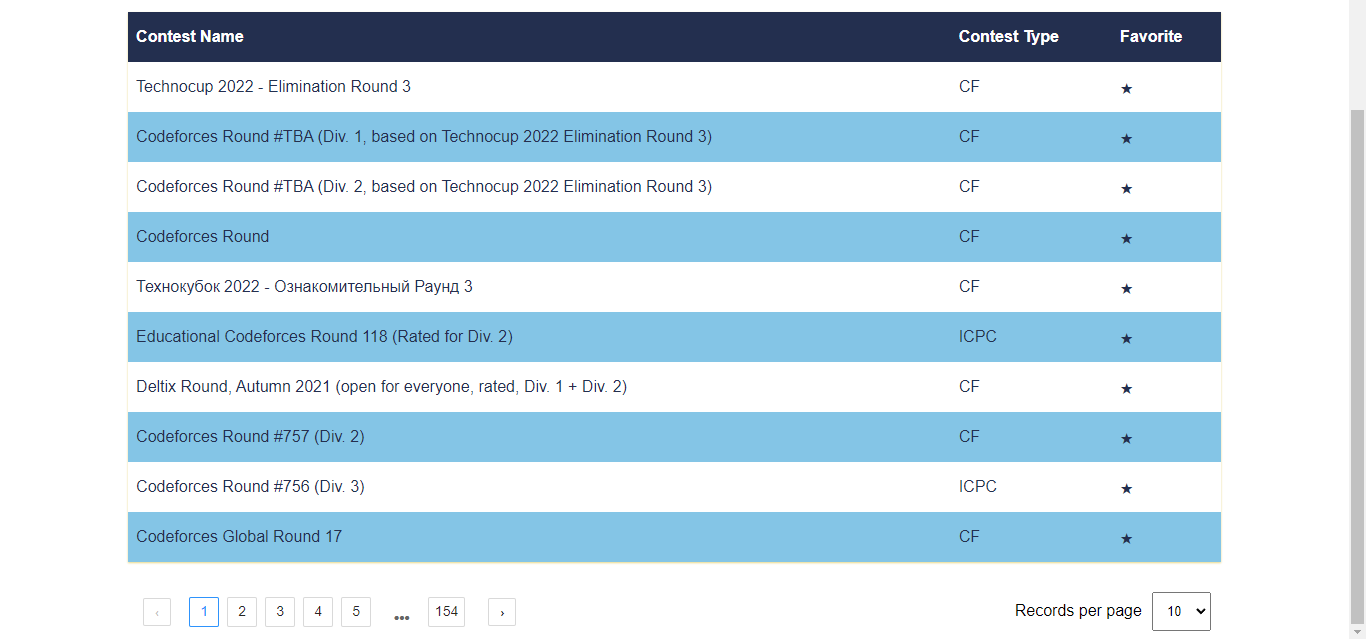 Contest Name Contest Type Favorite
Technocup 2022 - Elimination Round 3 CF ★
Codeforces Round #TBA (Div. 1, based on Technocup 2022 Elimination Round 3) CF ★
Codeforces Round #TBA (Div. 2, based on Technocup 2022 Elimination Round 3) CF ★
Codeforces Round CF ★
Технокубок 2022 - Ознакомительный Раунд 3 CF ★
Educational Codeforces Round 118 (Rated for Div. 2) ICPC ★
Deltix Round, Autumn 2021 (open for everyone, rated, Div. 1 + Div. 2) CF ★
Codeforces Round #757 (Div. 2) CF ★
Codeforces Round #756 (Div. 3) ICPC ★
Codeforces Global Round 17 CF ★
‹ 1 2 3 4 5 ••• 154 › Records per page 10